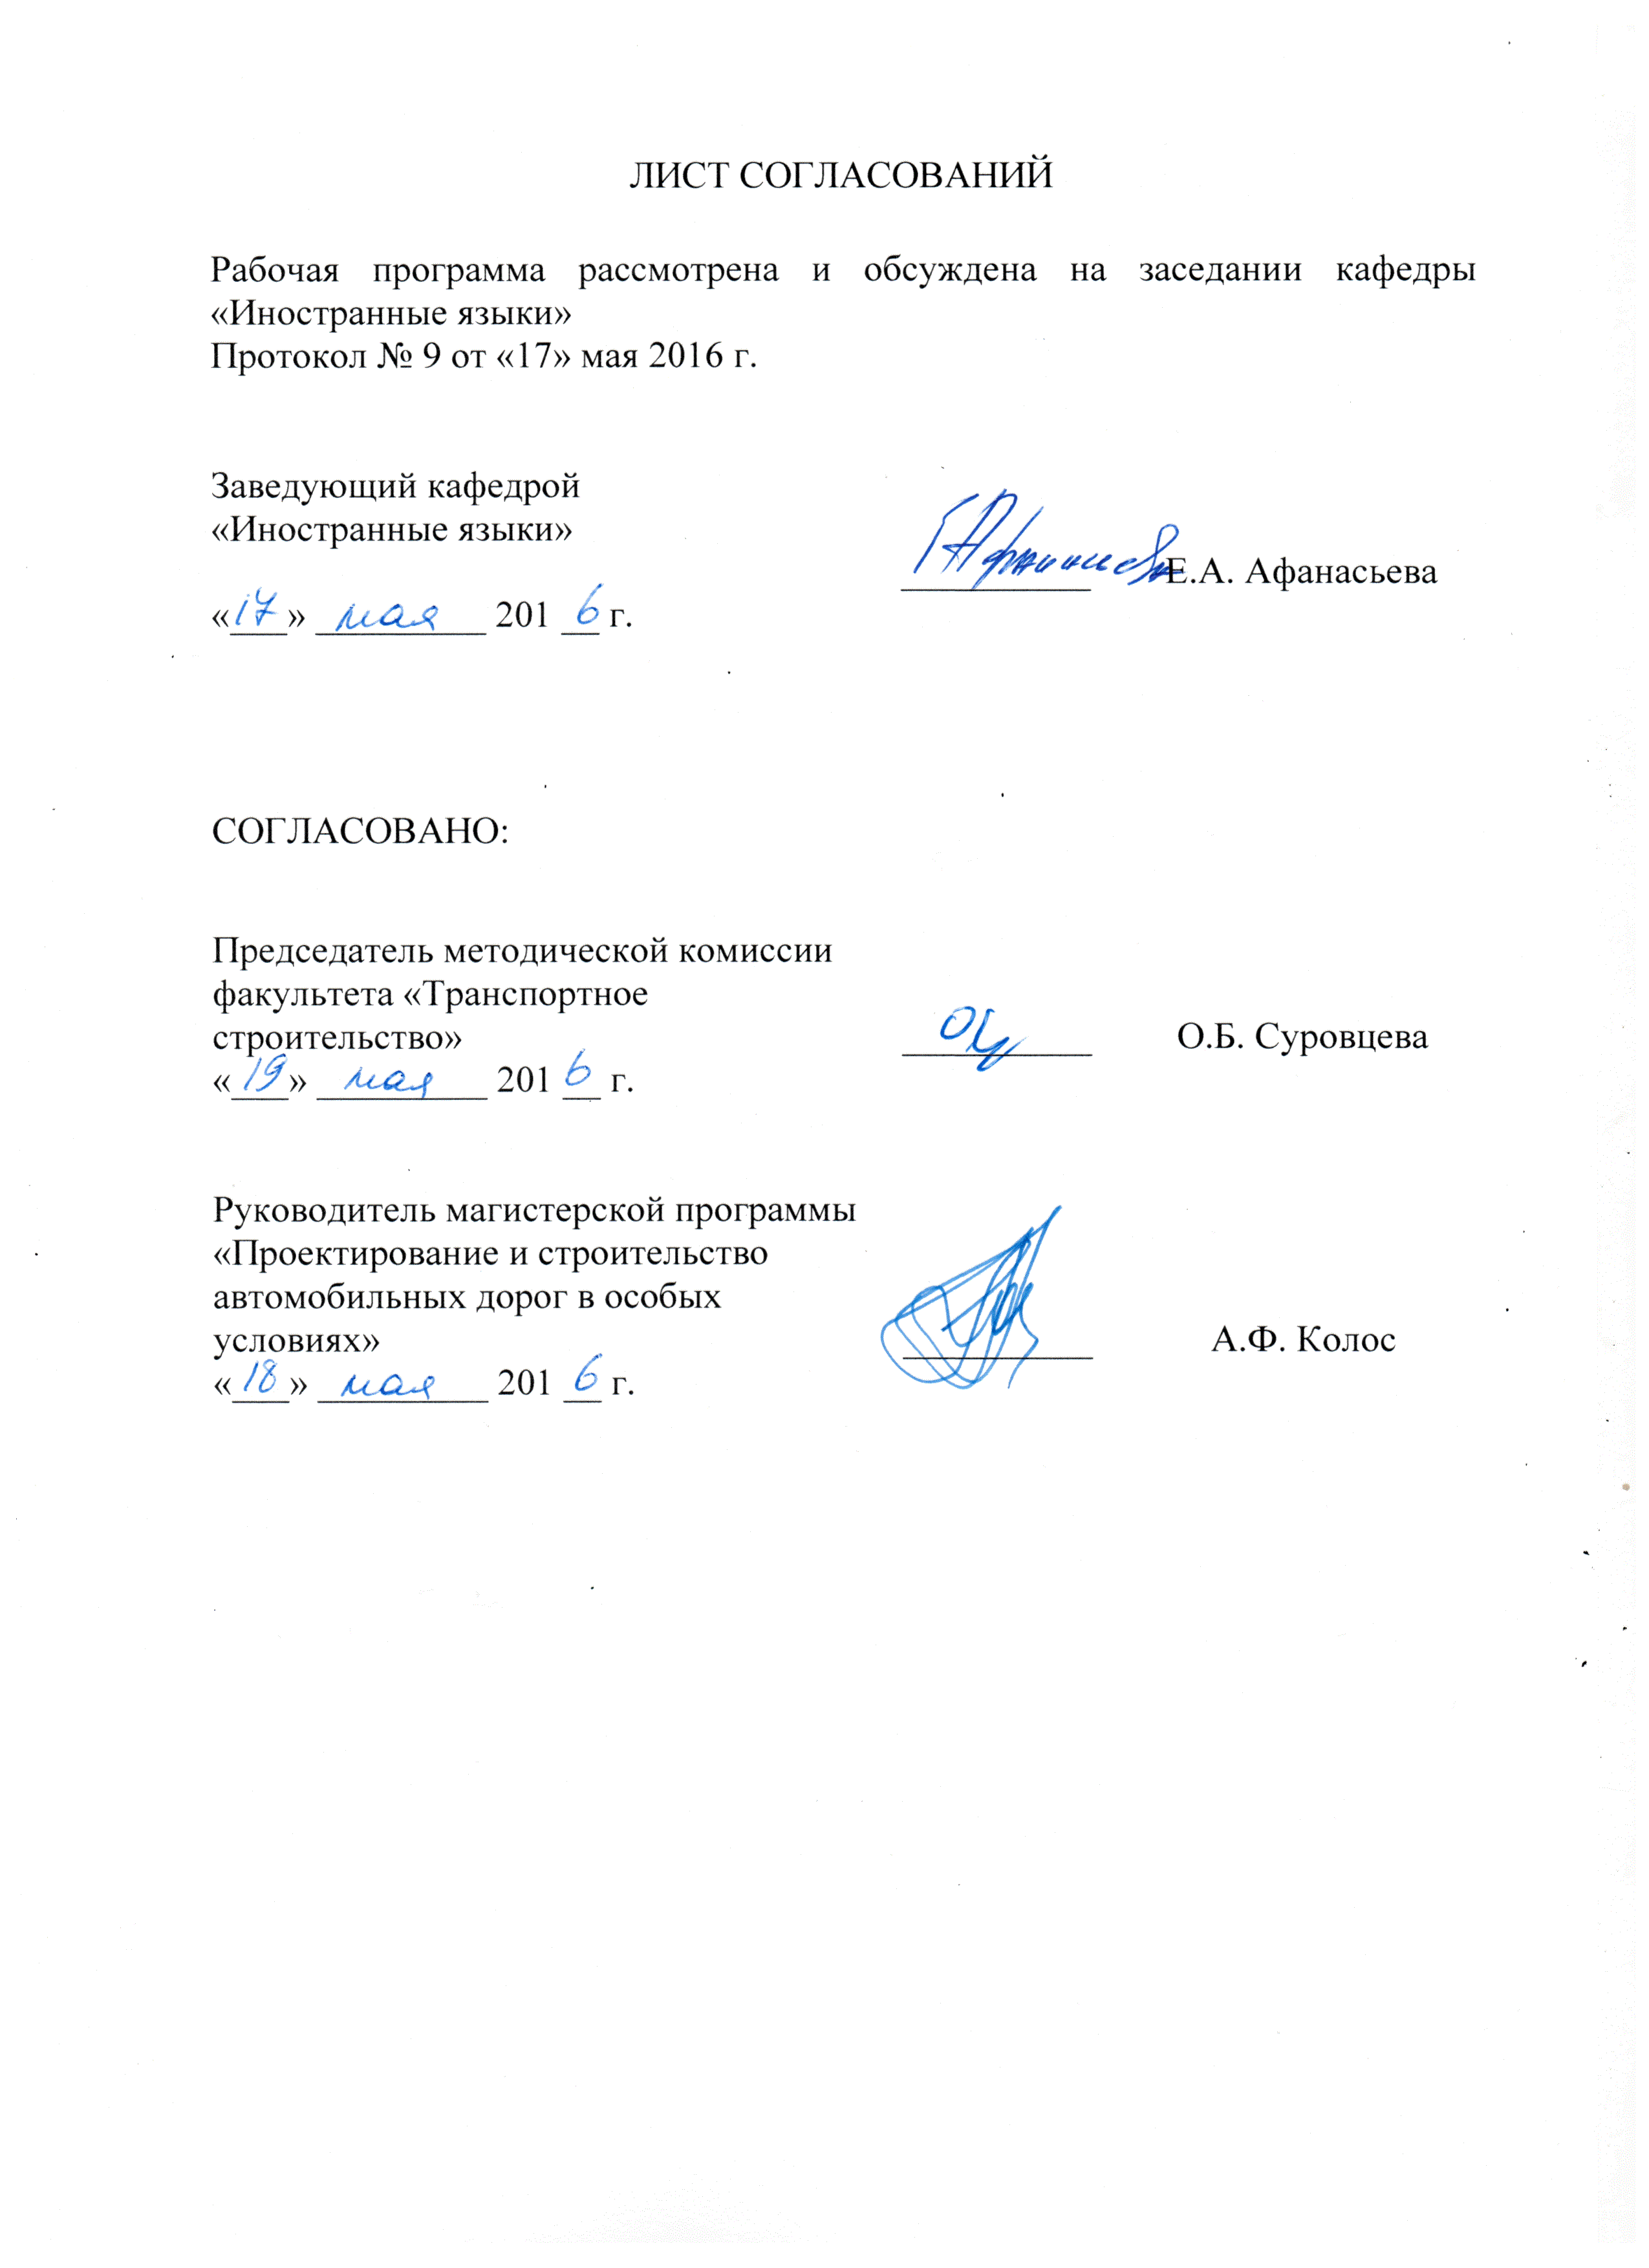 ЛИСТ СОГЛАСОВАНИЙ
Рабочая программа рассмотрена и обсуждена на заседании кафедры
«Иностранные языки»
Протокол № 9 от «17» мая 2016 г.
Заведующий кафедрой
«Иностранные языки»
Е.А. Афанасьева
«17» мая 201 6 г.
СОГЛАСОВАНО:
Председатель методической комиссии
факультета «Транспортное
строительство» О.Б. Суровцева
«19» мая 201 6 г.
Руководитель магистерской программы
«Проектирование и строительство
автомобильных дорог в особых
условиях» А.Ф. Колос
«18» мая 201 6 г.